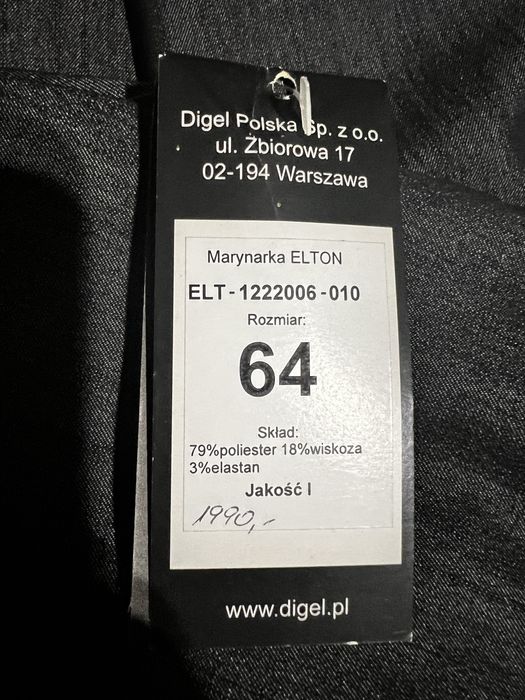 Digel Polska Sp. z o.o.
ul. Żbiorowa 17
02-194 Warszawa
Marynarka ELTON
ELT-1222006-010
Rozmiar:
64
Skład:
79%poliester 18%wiskoza
3%elastan
Jakość I
1990,-
www.digel.pl